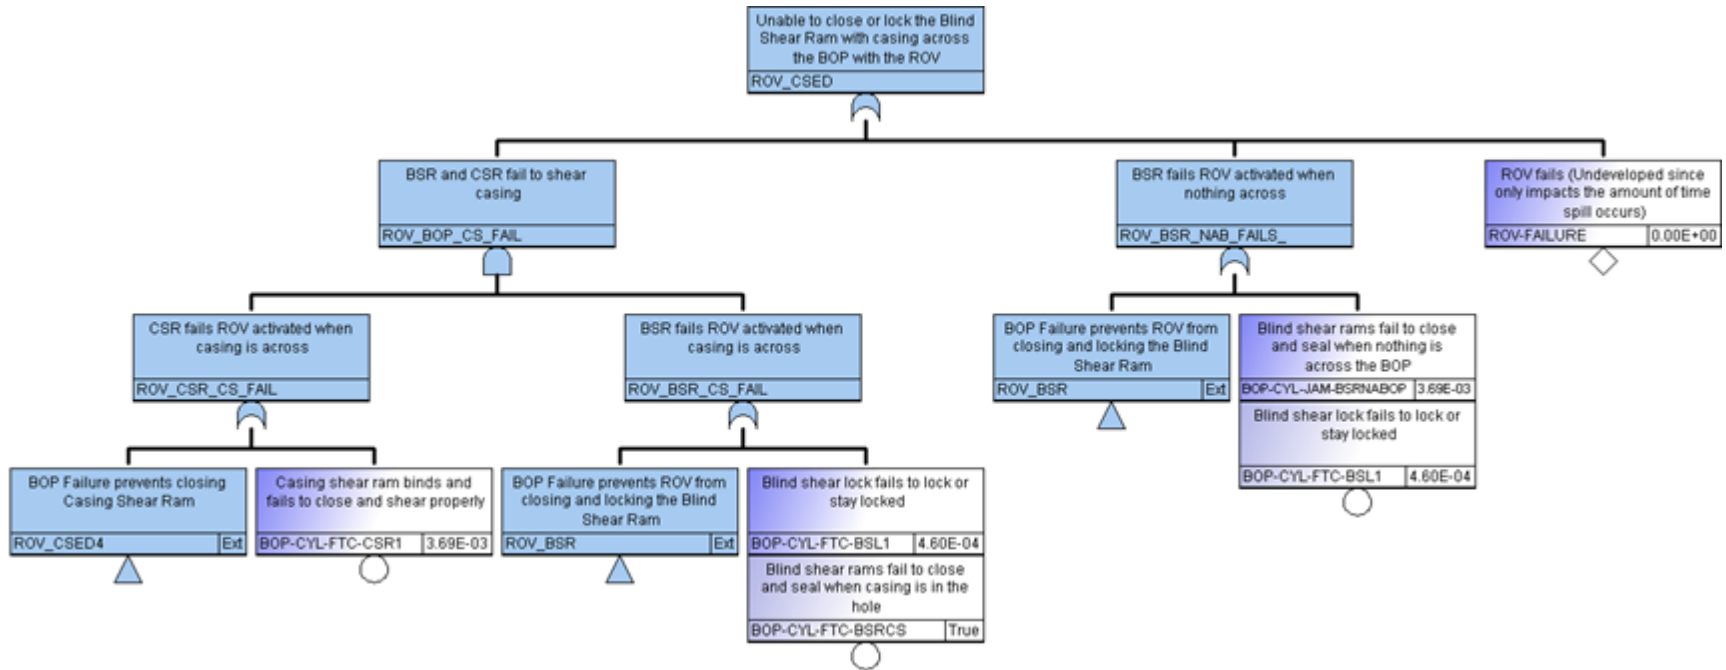 Unable to close or lock the Blind
Shear Ram with casing across
the BOP with the ROV
ROV_CSED
BSR and CSR fail to shear
casing
ROV_BOP_CS_FAIL
BSR fails ROV activated when
nothing across
ROV_BSR_NAB_FAILS_
ROV fails (Undeveloped since
only impacts the amount of time
spill occurs)
ROV-FAILURE 0.00E+00
CSR fails ROV activated when
casing is across
ROV_CSR_CS_FAIL
BSR fails ROV activated when
casing is across
ROV_BSR_CS_FAIL
BOP Failure prevents ROV from
closing and locking the Blind
Shear Ram
ROV_BSR Ext
Blind shear rams fail to close
and seal when nothing is
across the BOP
BOP-CYL-JAM-BSRNABOP 3.69E-03
Blind shear lock fails to lock or
stay locked
BOP-CYL-FTC-BSL1 4.60E-04
BOP Failure prevents closing
Casing Shear Ram
ROV_CSED4 Ext
Casing shear ram binds and
fails to close and shear properly
BOP-CYL-FTC-CSR1 3.69E-03
BOP Failure prevents ROV from
closing and locking the Blind
Shear Ram
ROV_BSR Ext
Blind shear lock fails to lock or
stay locked
BOP-CYL-FTC-BSL1 4.60E-04
Blind shear rams fail to close
and seal when casing is in the
hole
BOP-CYL-FTC-BSRCS True